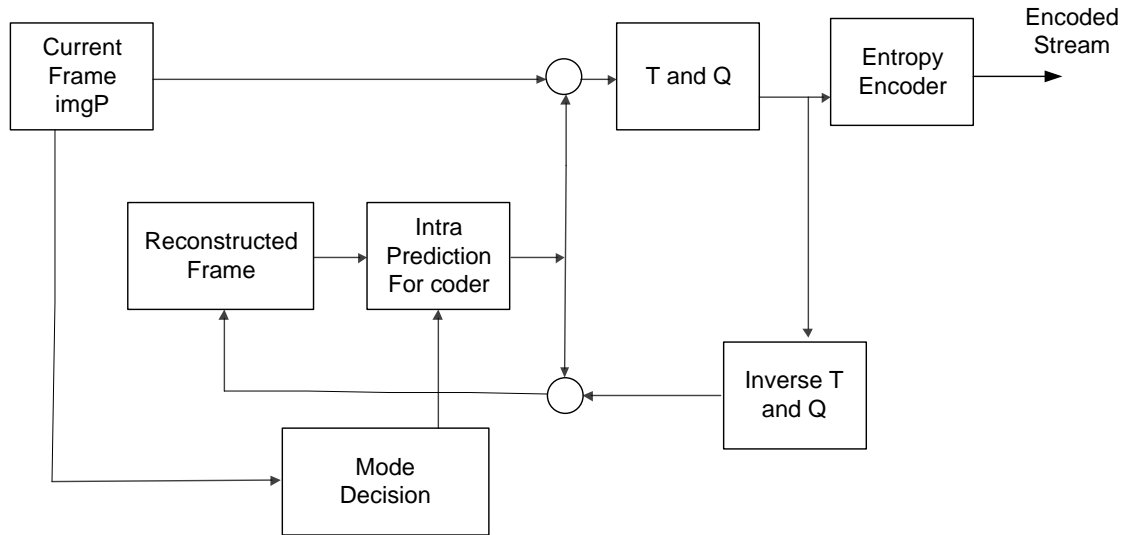 Encoded
Stream
Current
Frame
imgP
T and Q
Entropy
Encoder
Reconstructed
Frame
Intra
Prediction
For coder
Inverse T
and Q
Mode
Decision